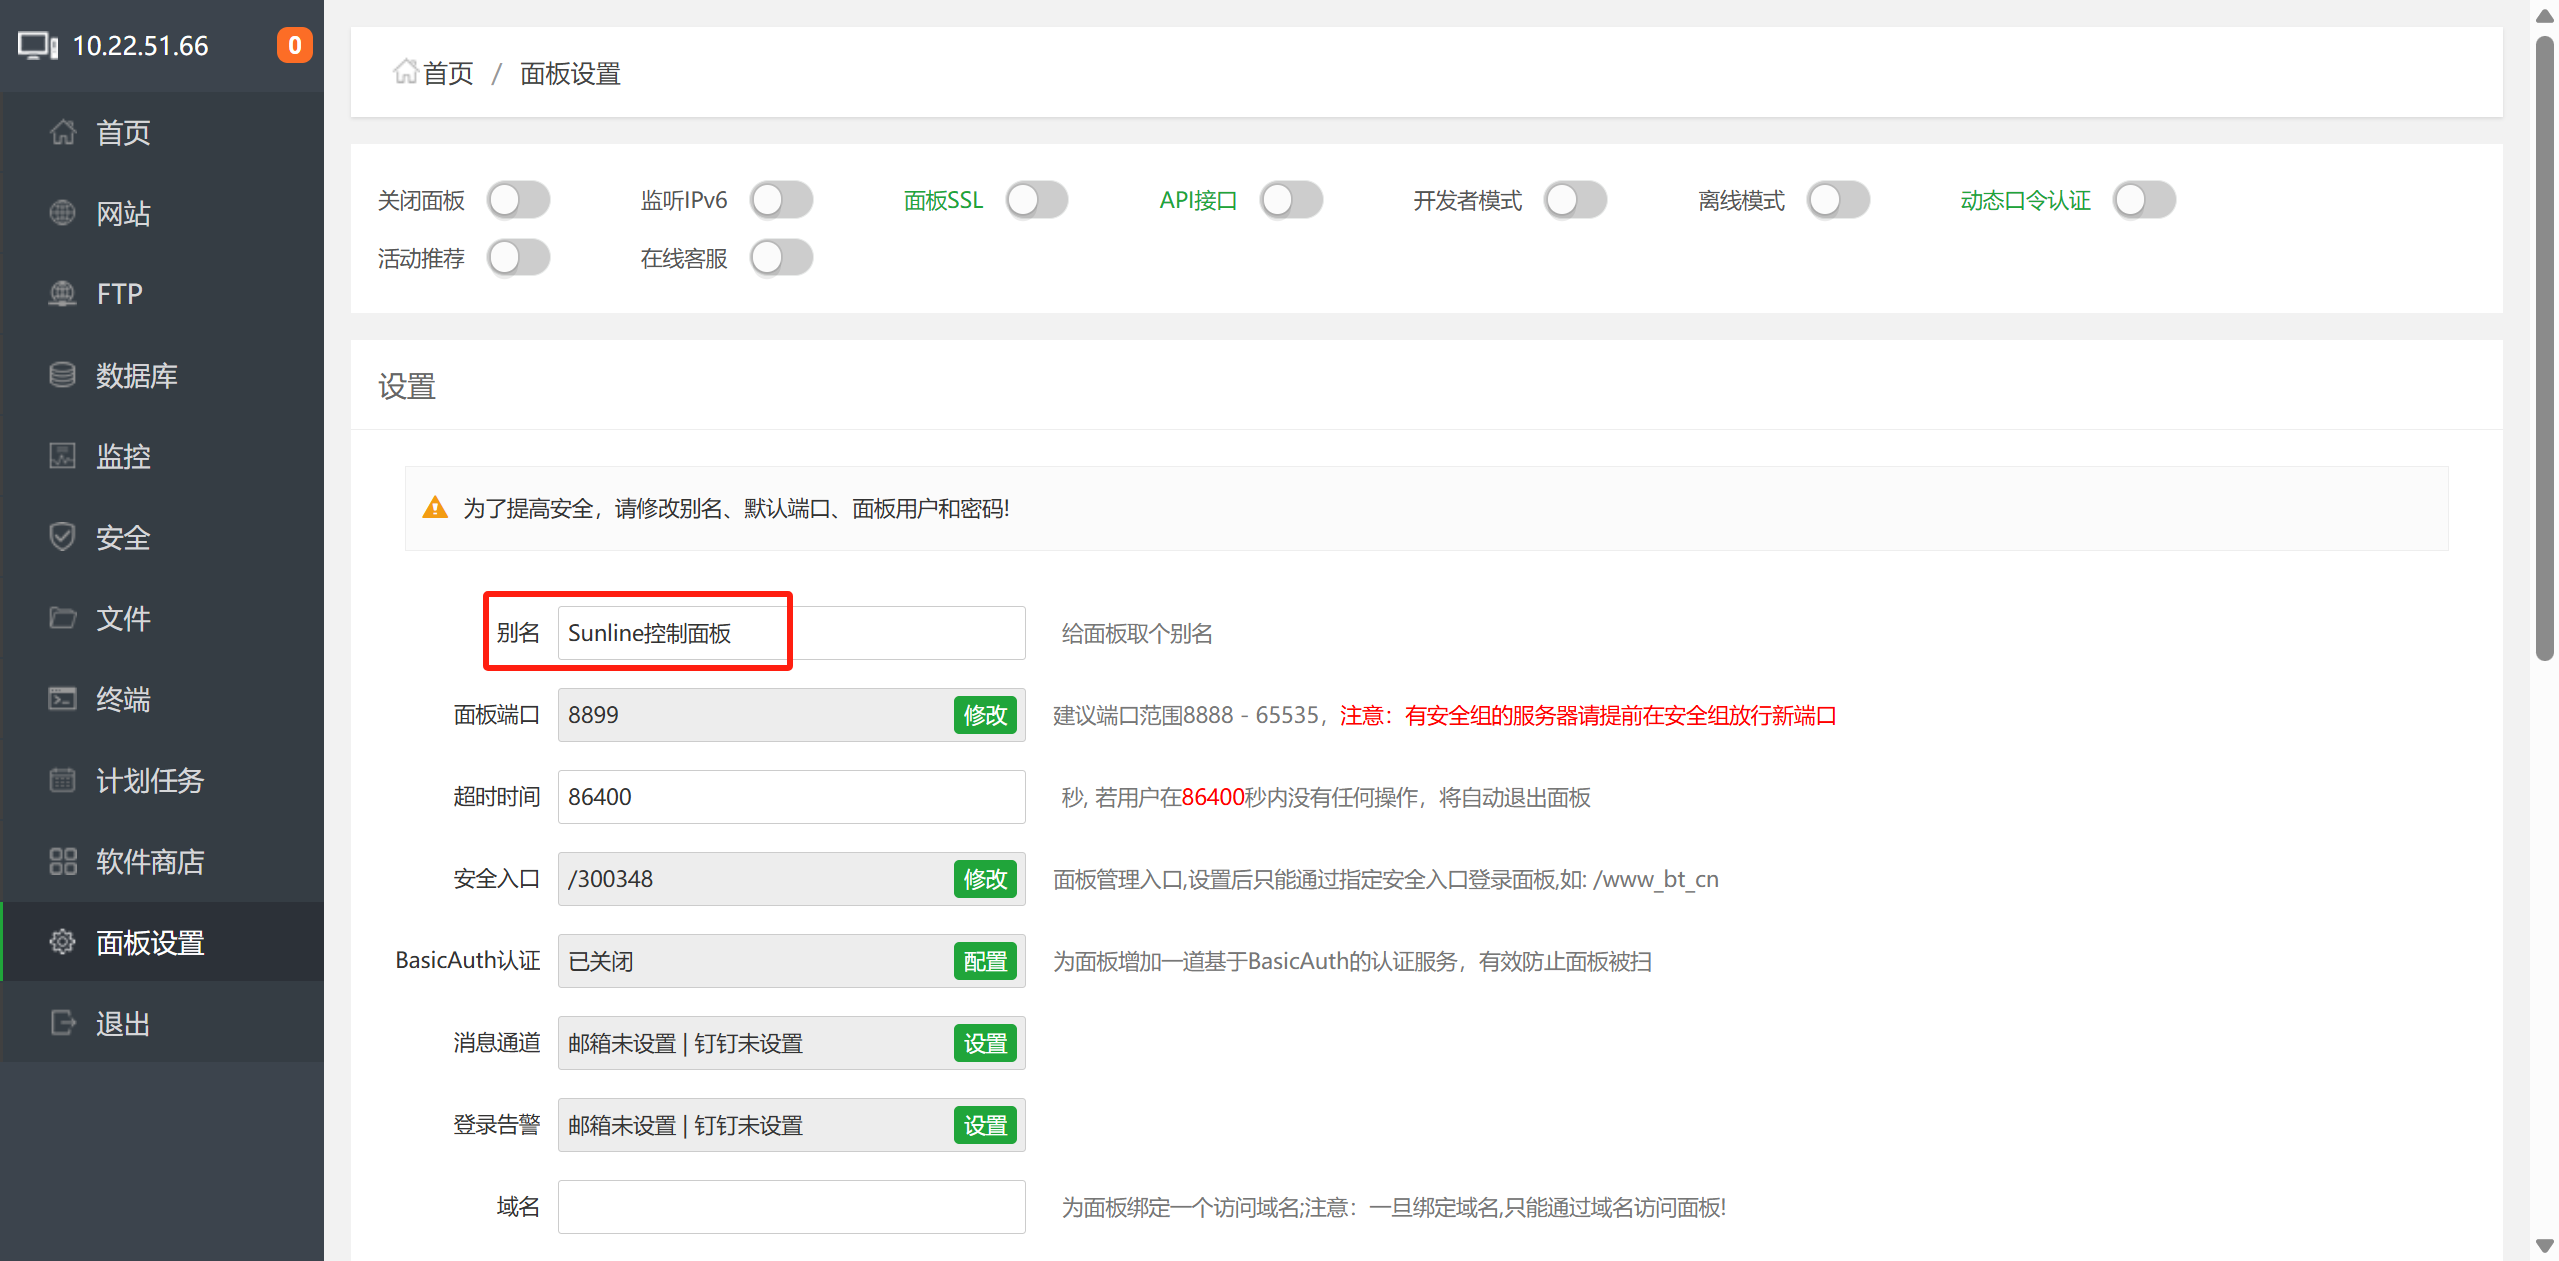 10.22.51.66 0
首页
网站
FTP
数据库
监控
安全
文件
终端
计划任务
软件商店
面板设置
退出
首页 / 面板设置
关闭面板 监听IPv6 面板SSL API接口 开发者模式 离线模式 动态口令认证
活动推荐 在线客服
设置
为了提高安全，请修改别名、默认端口、面板用户和密码!
别名 Sunline控制面板 给面板取个别名
面板端口 8899 修改 建议端口范围8888 - 65535，注意：有安全组的服务器请提前在安全组放行新端口
超时时间 86400 秒, 若用户在86400秒内没有任何操作，将自动退出面板
安全入口 /300348 修改 面板管理入口,设置后只能通过指定安全入口登录面板,如: /www_bt_cn
BasicAuth认证 已关闭 配置 为面板增加一道基于BasicAuth的认证服务，有效防止面板被扫
消息通道 邮箱未设置 | 钉钉未设置 设置
登录告警 邮箱未设置 | 钉钉未设置 设置
域名 为面板绑定一个访问域名;注意：一旦绑定域名,只能通过域名访问面板!